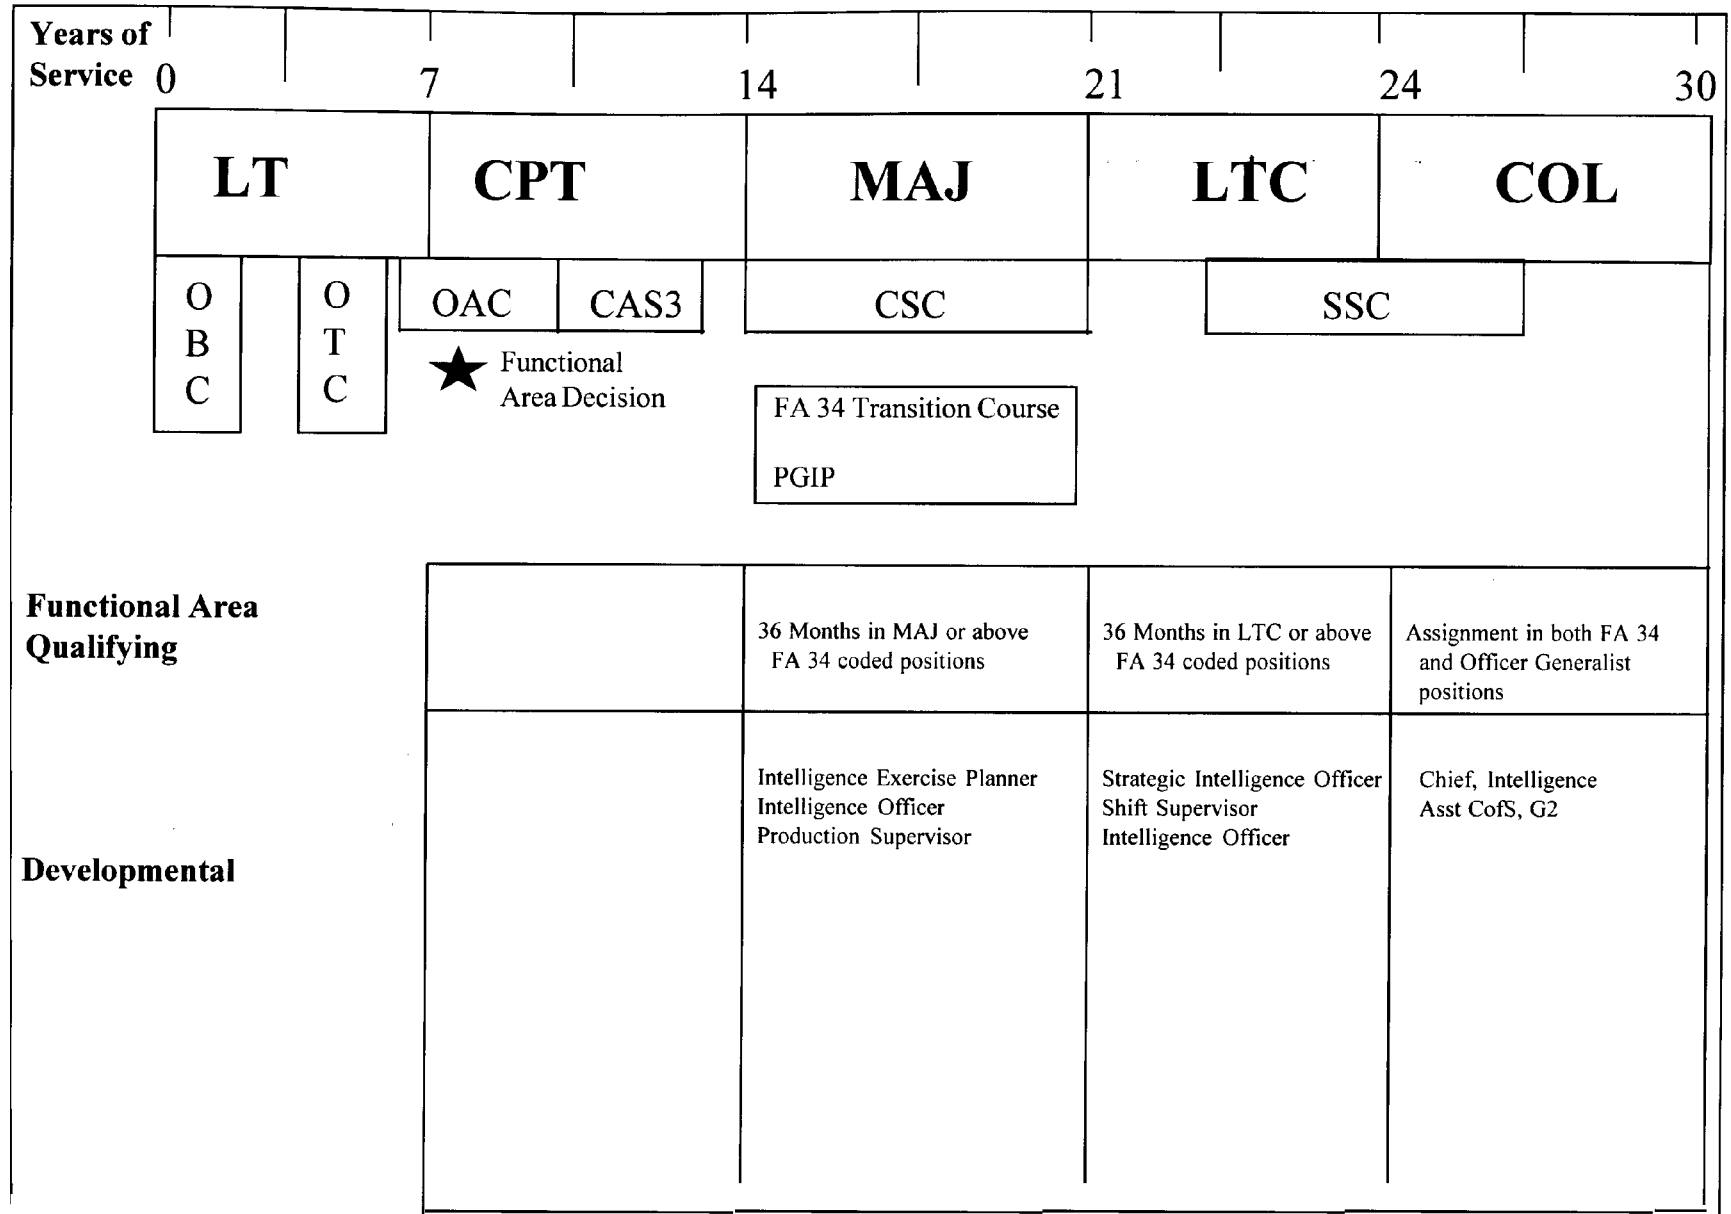 Years of
Service 0 7 14 21 24 30
LT CPT MAJ LTC COL
O
B
C
O
T
C
OAC CAS3 CSC SSC
Functional
Area Decision
FA 34 Transition Course
PGIP
Functional Area
Qualifying
36 Months in MAJ or above
FA 34 coded positions
36 Months in LTC or above
FA 34 coded positions
Assignment in both FA 34
and Officer Generalist
positions
Developmental
Intelligence Exercise Planner
Intelligence Officer
Production Supervisor
Strategic Intelligence Officer
Shift Supervisor
Intelligence Officer
Chief, Intelligence
Asst CofS, G2